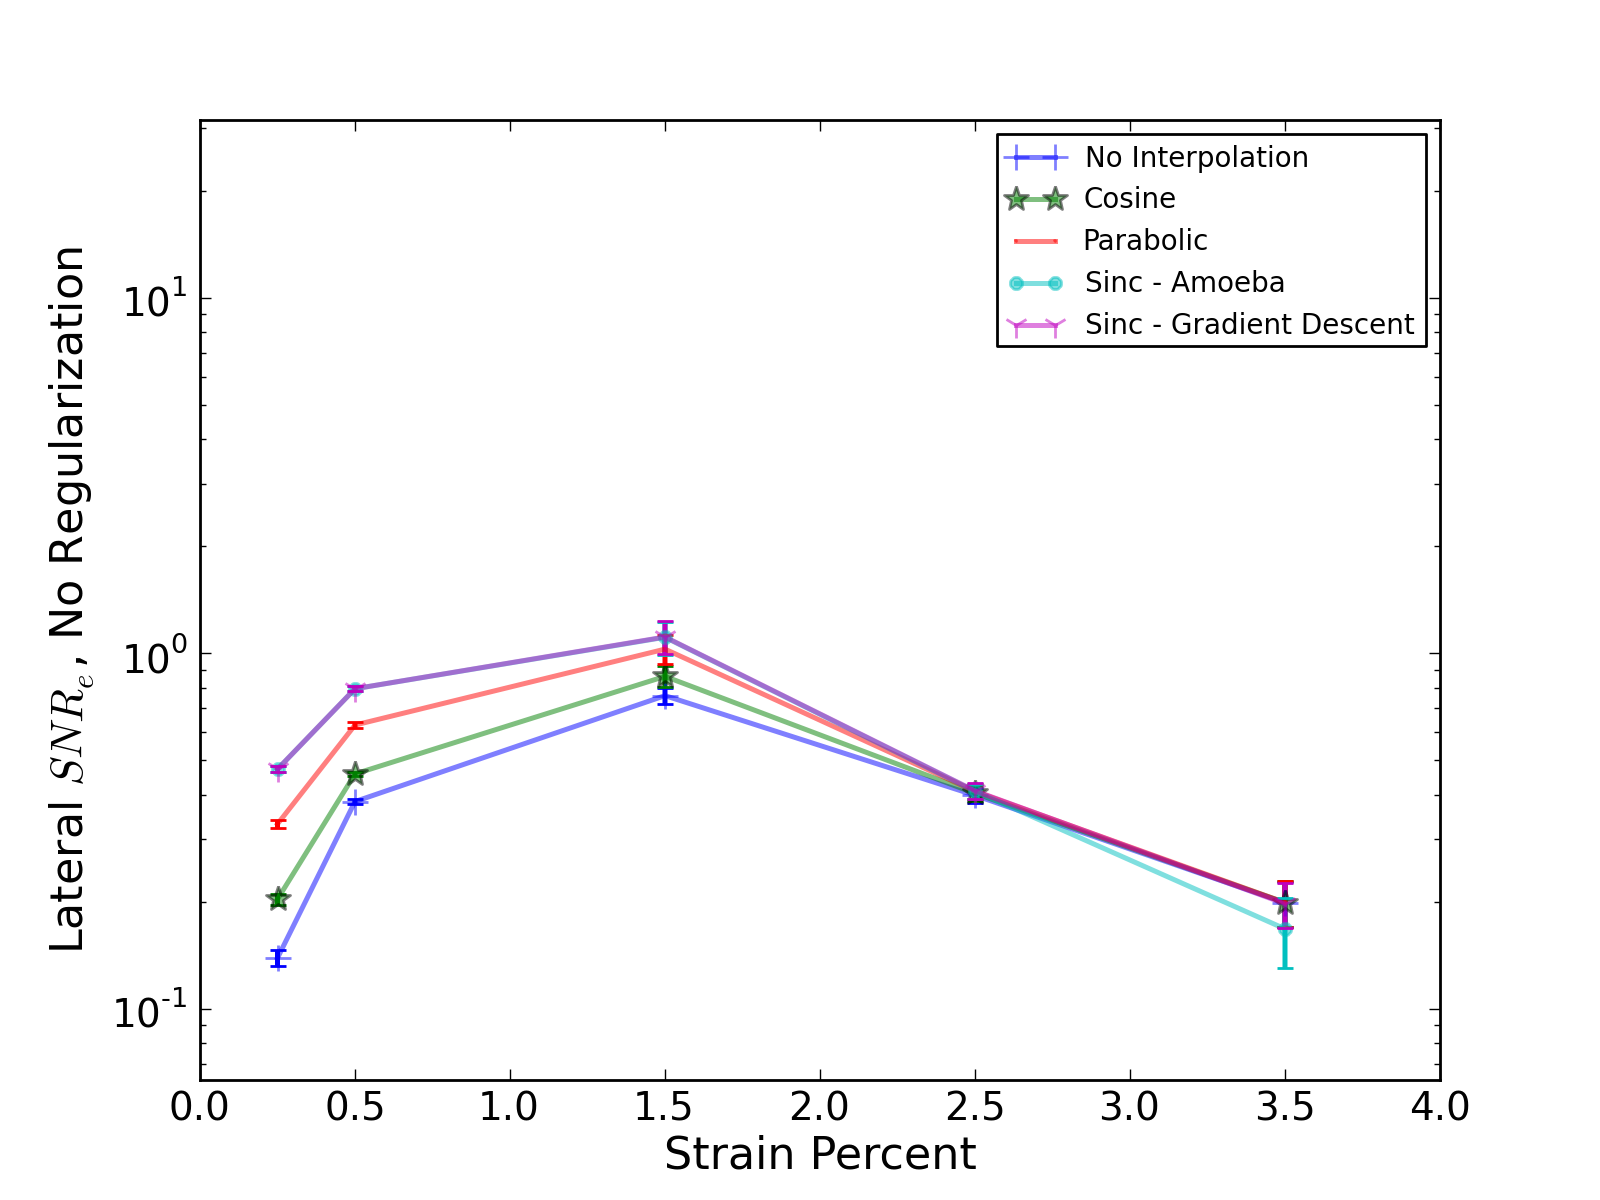 No Interpolation
Cosine
Parabolic
Sinc - Amoeba
Sinc - Gradient Descent
Lateral SNR_e, No Regularization
10^1
10^0
10^-1
0.0 0.5 1.0 1.5 2.0 2.5 3.0 3.5 4.0
Strain Percent